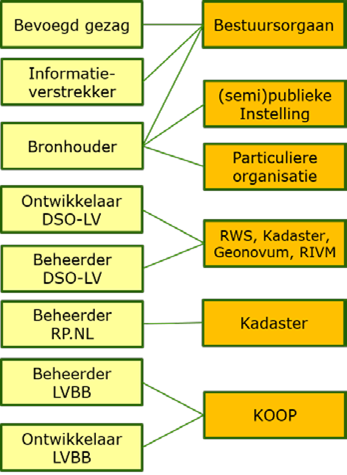 Bevoegd gezag
Bestuursorgaan
Informatie-
verstrekker
(semi)publieke
Instelling
Bronhouder
Particuliere
organisatie
Ontwikkelaar
DSO-LV
RWS, Kadaster,
Geonovum, RIVM
Beheerder
DSO-LV
Beheerder
RP.NL
Kadaster
Beheerder
LVBB
KOOP
Ontwikkelaar
LVBB